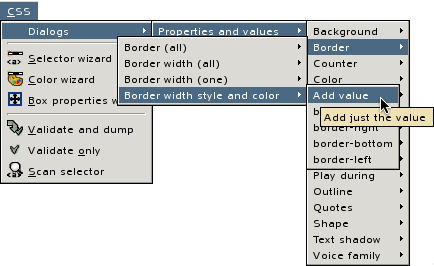 CSS
Dialogs
Properties and values
Background
Border (all)
Border
Selector wizard
Border width (all)
Counter
Color wizard
Border width (one)
Color
Box properties w
Border width style and color
Add value
b
Add just the value
border-right
Validate and dump
border-bottom
Validate only
border-left
Scan selector
Play during
Outline
Quotes
Shape
Text shadow
Voice family